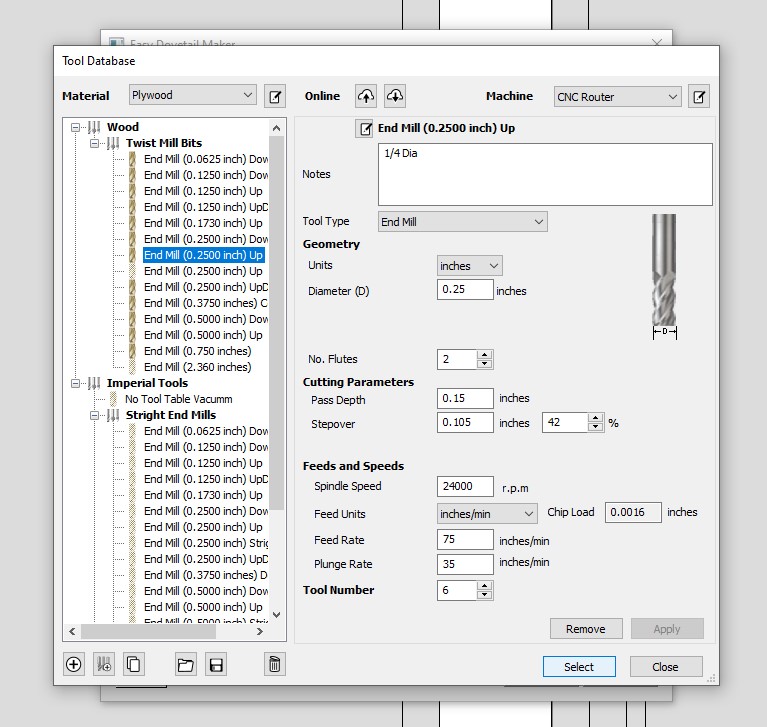 Easy Dovetail Maker
Tool Database
Material Plywood Online Machine CNC Router
Wood
Twist Mill Bits
End Mill (0.0625 inch) Dow
End Mill (0.1250 inch) Dow
End Mill (0.1250 inch) Up
End Mill (0.1250 inch) UpD
End Mill (0.1730 inch) Up
End Mill (0.2500 inch) Dow
End Mill (0.2500 inch) Up
End Mill (0.2500 inch) Up
End Mill (0.2500 inch) UpD
End Mill (0.3750 inches) C
End Mill (0.5000 inch) Dow
End Mill (0.5000 inch) Up
End Mill (0.750 inches)
End Mill (2.360 inches)
Imperial Tools
No Tool Table Vacumm
Stright End Mills
End Mill (0.0625 inch) Dow
End Mill (0.1250 inch) Dow
End Mill (0.1250 inch) Up
End Mill (0.1250 inch) UpD
End Mill (0.1730 inch) Up
End Mill (0.2500 inch) Dow
End Mill (0.2500 inch) Up
End Mill (0.2500 inch) Strig
End Mill (0.2500 inch) UpD
End Mill (0.3750 inches) D
End Mill (0.5000 inch) Dow
End Mill (0.5000 inch) Up
End Mill (0.5000 inch) Strig
End Mill (0.2500 inch) Up
Notes 1/4 Dia
Tool Type End Mill
Geometry
Units inches
Diameter (D) 0.25 inches
D
No. Flutes 2
Cutting Parameters
Pass Depth 0.15 inches
Stepover 0.105 inches 42 %
Feeds and Speeds
Spindle Speed 24000 r.p.m
Feed Units inches/min Chip Load 0.0016 inches
Feed Rate 75 inches/min
Plunge Rate 35 inches/min
Tool Number 6
Remove Apply
Select Close